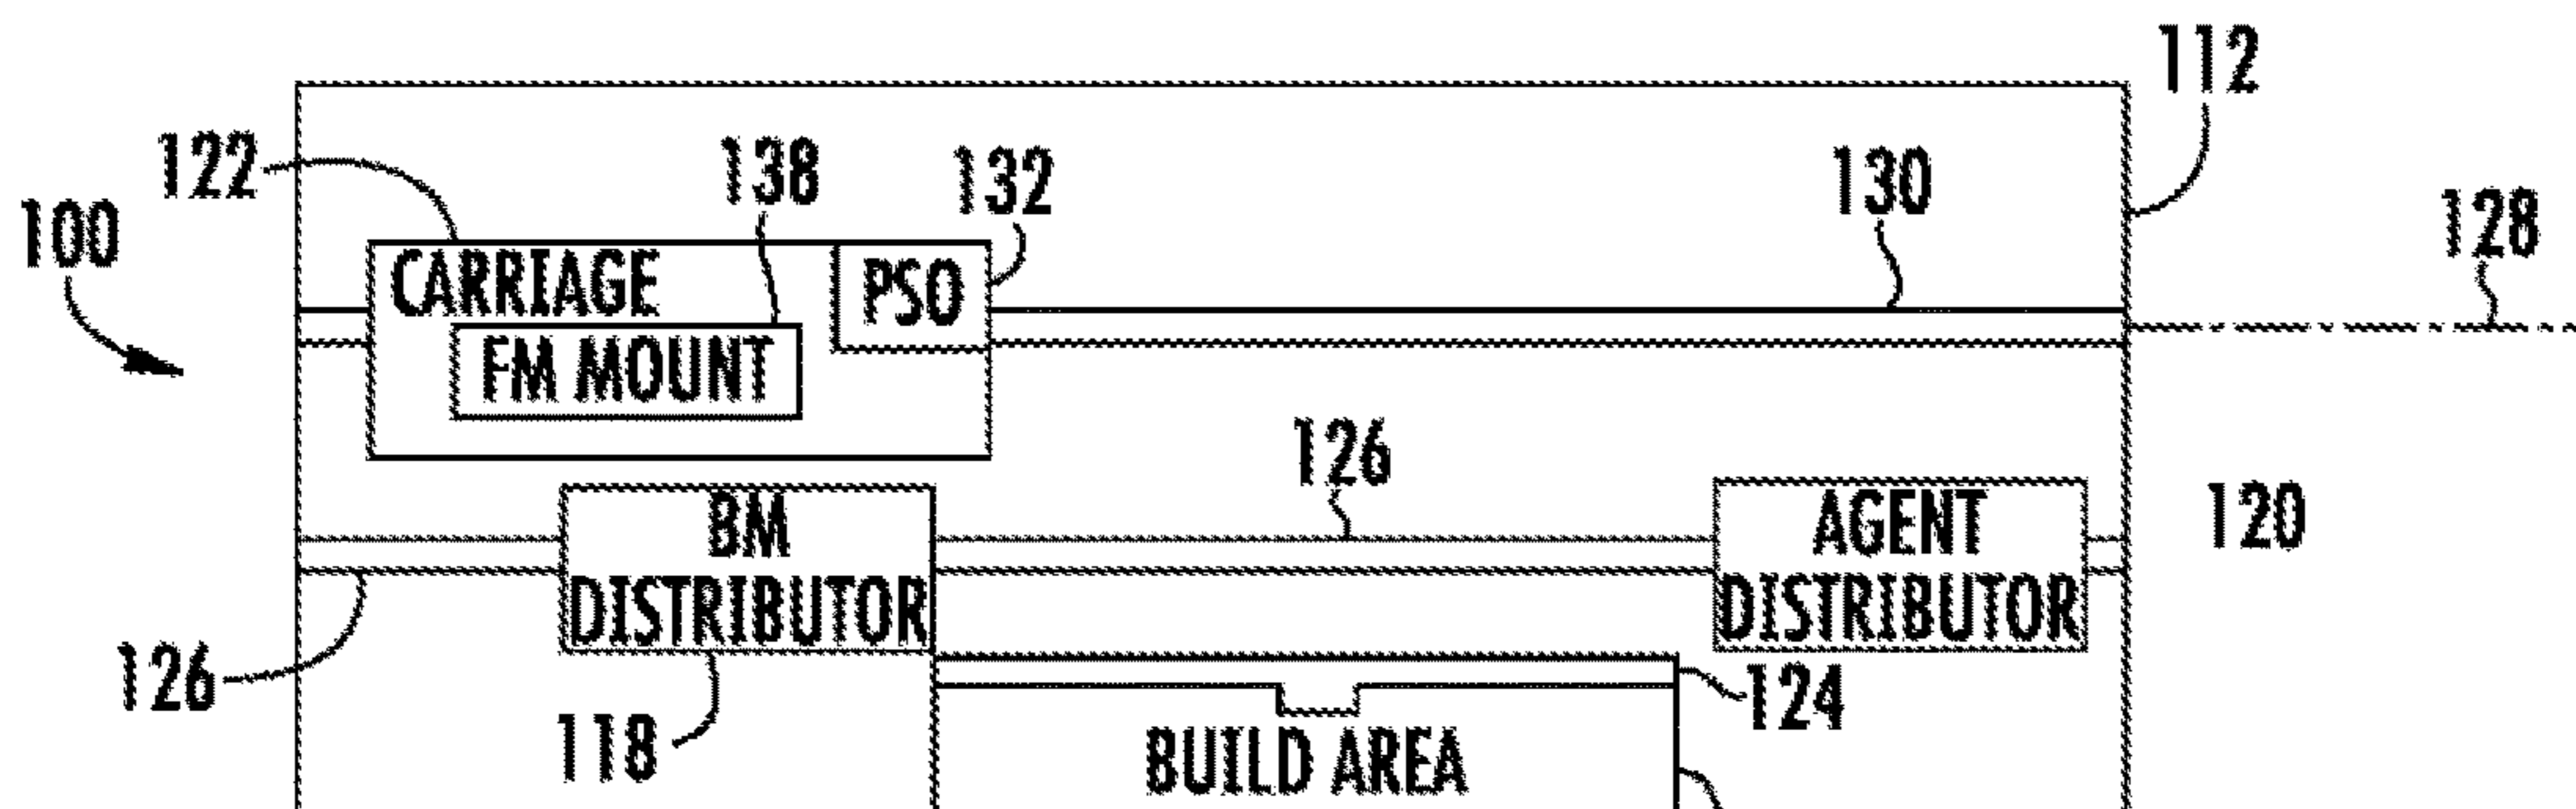 112
122
138
132
130
100
128
CARRIAGE
PSO
FM MOUNT
126
BM
DISTRIBUTOR
AGENT
DISTRIBUTOR
120
126
118
124
BUILD AREA